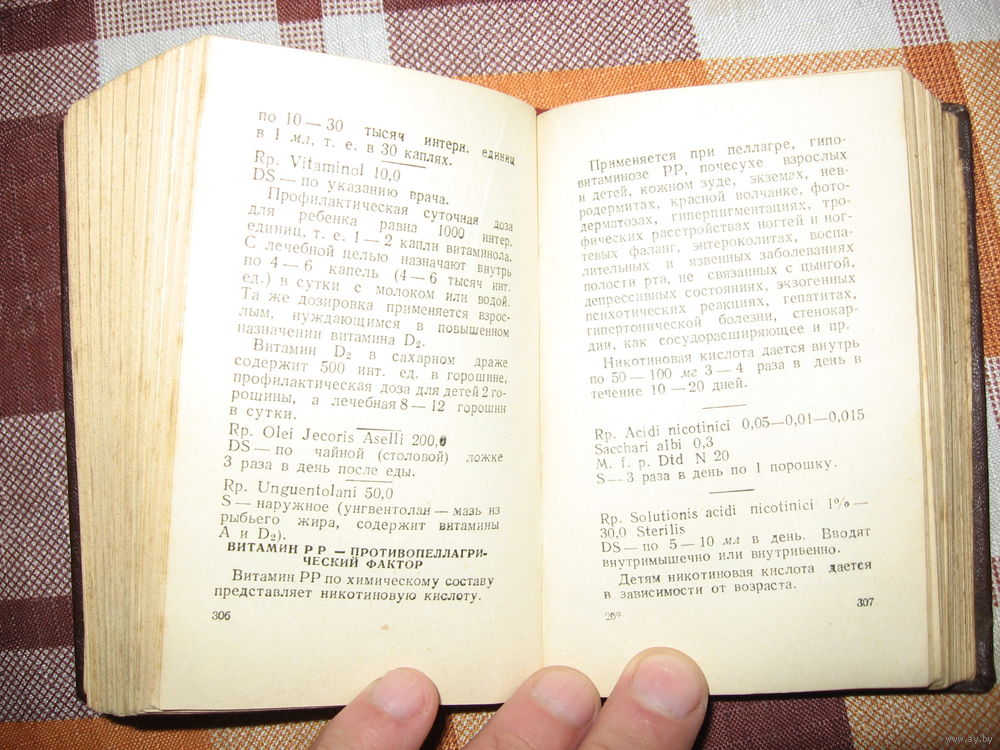 по 10 — 30 тысяч интерн. единиц
в 1 мл, т. е. в 30 каплях.
Rp. Vitaminol 10,0
DS — по указанию врача.
Профилактическая суточная доза
для ребенка равна 1000 интер.
единиц, т. е. 1 — 2 капли витаминола.
С лечебной целью назначают внутрь
по 4 — 6 капель (4 — 6 тысяч инт.
ед.) в сутки с молоком или водой.
Та же дозировка применяется взрос-
лым, нуждающимся в повышенном
назначении витамина D₂.
Витамин D₂ в сахарном драже
содержит 500 инт. ед. в горошине,
профилактическая доза для детей 2 го-
рошины, а лечебная 8 — 12 горошин
в сутки.
Rp. Olei Jecoris Aselli 200,0
DS — по чайной (столовой) ложке
3 раза в день после еды.
Rp. Unguentolani 50,0
S — наружное (унгвентолан — мазь из
рыбьего жира, содержит витамины
А и D₂).
ВИТАМИН Р Р — ПРОТИВОПЕЛЛАГРИ-
ЧЕСКИЙ ФАКТОР
Витамин РР по химическому составу
представляет никотиновую кислоту.
306
Применяется при пеллагре, гипо-
витаминозе РР, почесухе взрослых
и детей, кожном зуде, экземах, нев-
родермитах, красной волчанке, фото-
дерматозах, гиперпигментациях, тро-
фических расстройствах ногтей и ног-
тевых фаланг, энтероколитах, воспа-
лительных и язвенных заболеваниях
полости рта, не связанных с цынгой,
депрессивных состояниях, экзогенных
психотических реакциях, гепатитах,
гипертонической болезни, стенокар-
дии, как сосудорасширяющее и пр.
Никотиновая кислота дается внутрь
по 50 — 100 мг 3 — 4 раза в день в
течение 10 — 20 дней.
Rp. Acidi nicotinici 0,05—0,01—0,015
Sacchari albi 0,3
M. f. p. Dtd N 20
S — 3 раза в день по 1 порошку.
Rp. Solutionis acidi nicotinici 1% —
30,0 Sterilis
DS — по 5 — 10 мл в день. Вводят
внутримышечно или внутривенно.
Детям никотиновая кислота дается
в зависимости от возраста.
26*
307
www.ay.by